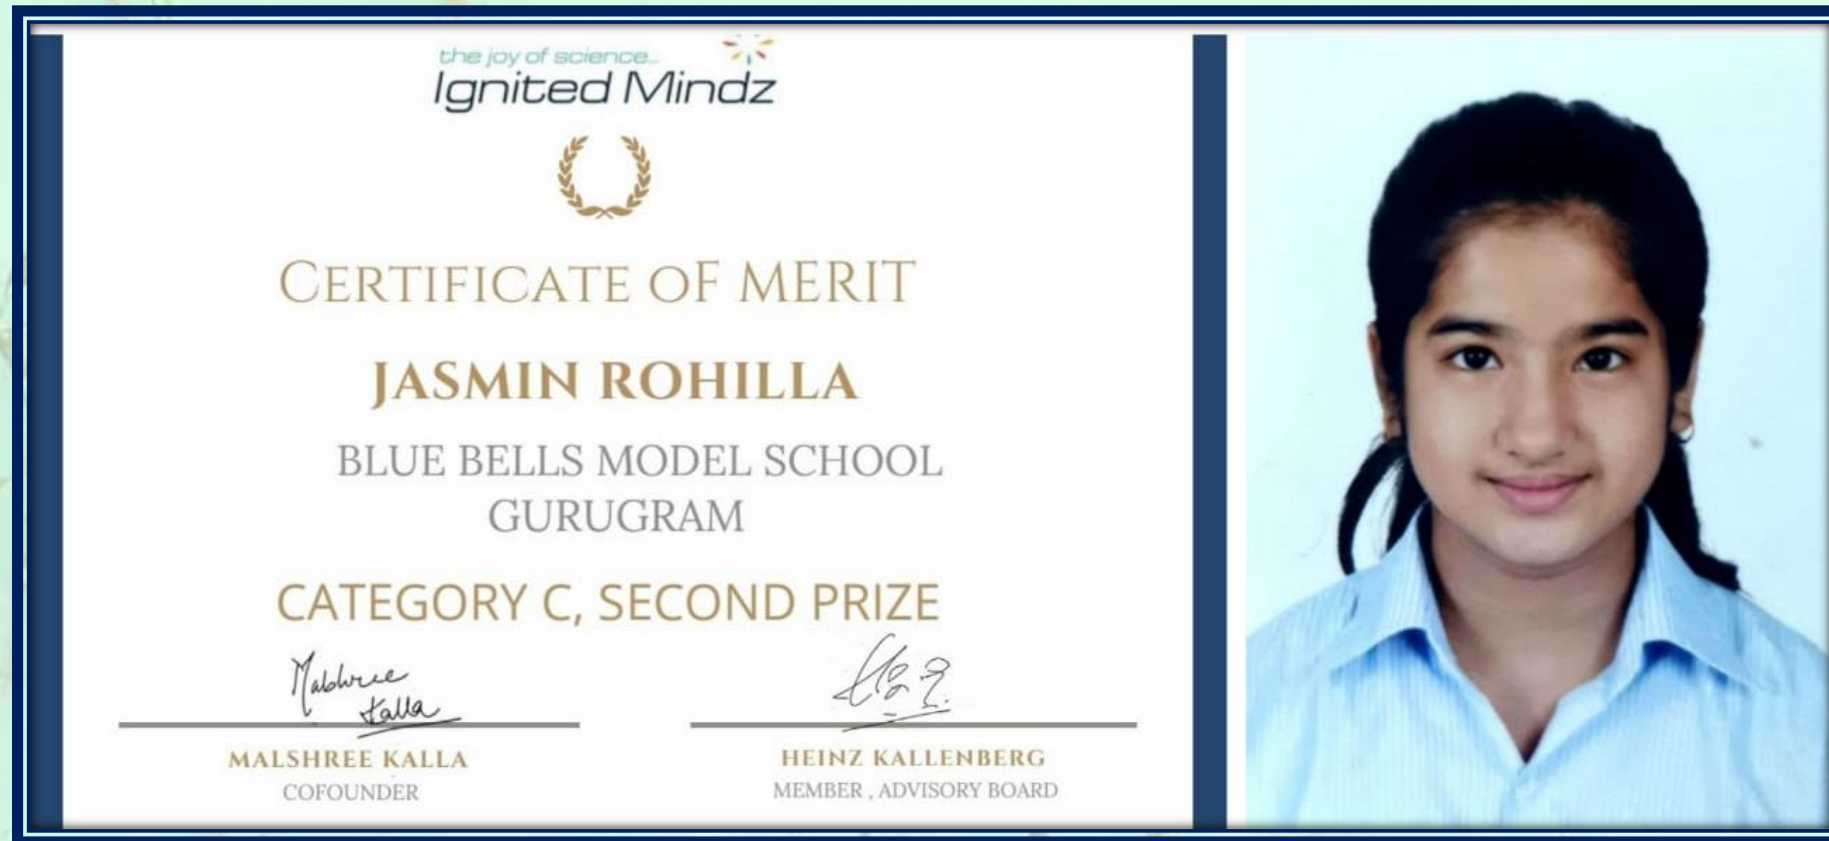 the joy of science...
Ignited Mindz
CERTIFICATE OF MERIT
JASMIN ROHILLA
BLUE BELLS MODEL SCHOOL
GURUGRAM
CATEGORY C, SECOND PRIZE
Malshree
Kalla
MALSHREE KALLA
COFOUNDER
HEINZ KALLENBERG
MEMBER , ADVISORY BOARD